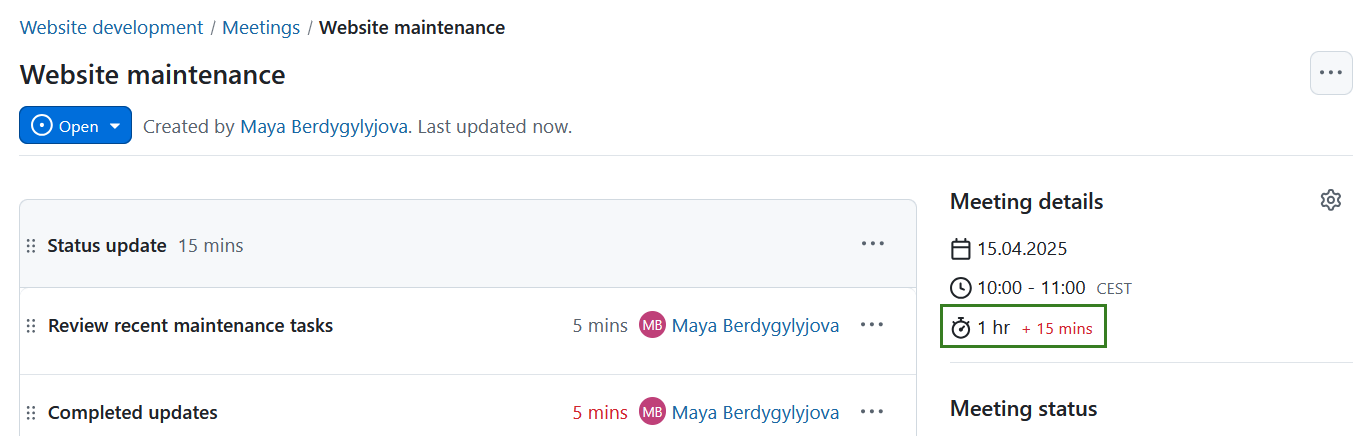 Website development / Meetings / Website maintenance
Website maintenance
Open Created by Maya Berdygylyjova. Last updated now.
Status update 15 mins
Review recent maintenance tasks 5 mins MB Maya Berdygylyjova
Completed updates 5 mins MB Maya Berdygylyjova
Meeting details
15.04.2025
10:00 - 11:00 CEST
1 hr + 15 mins
Meeting status